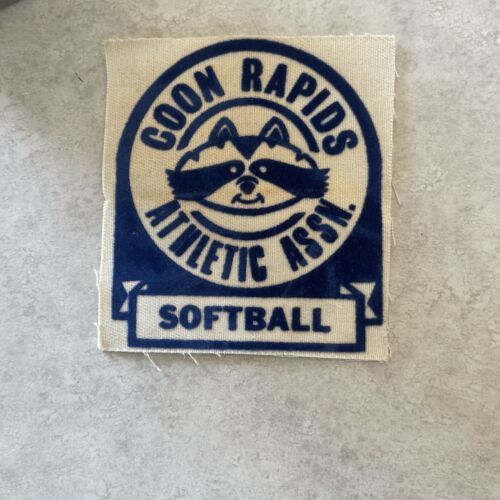 COON RAPIDS
ATHLETIC ASSN.
SOFTBALL